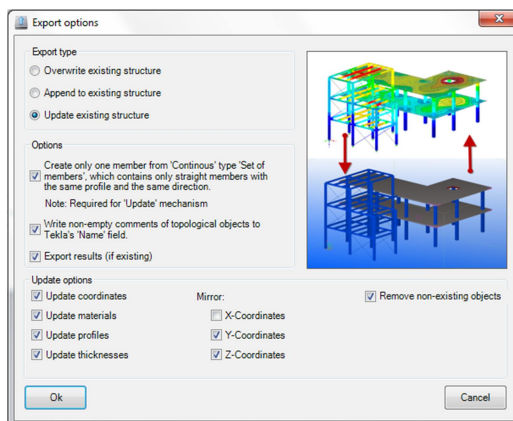 Export options
Export type
Overwrite existing structure
Append to existing structure
Update existing structure
Options
Create only one member from 'Continous' type 'Set of
members', which contains only straight members with
the same profile and the same direction.
Note: Required for 'Update' mechanism
Write non-empty comments of topological objects to
Tekla's 'Name' field.
Export results (if existing)
Update options
Update coordinates
Mirror:
Remove non-existing objects
Update materials
X-Coordinates
Update profiles
Y-Coordinates
Update thicknesses
Z-Coordinates
Ok
Cancel